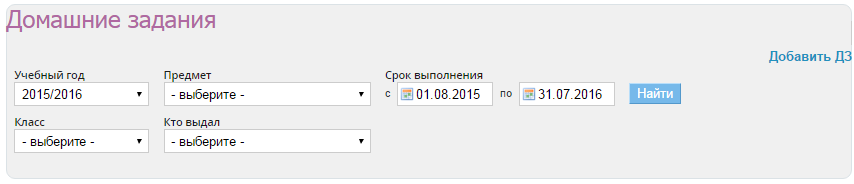 Домашние задания
Добавить ДЗ
Учебный год Предмет Срок выполнения
2015/2016 - выберите - с 01.08.2015 по 31.07.2016 Найти
Класс Кто выдал
- выберите - - выберите -